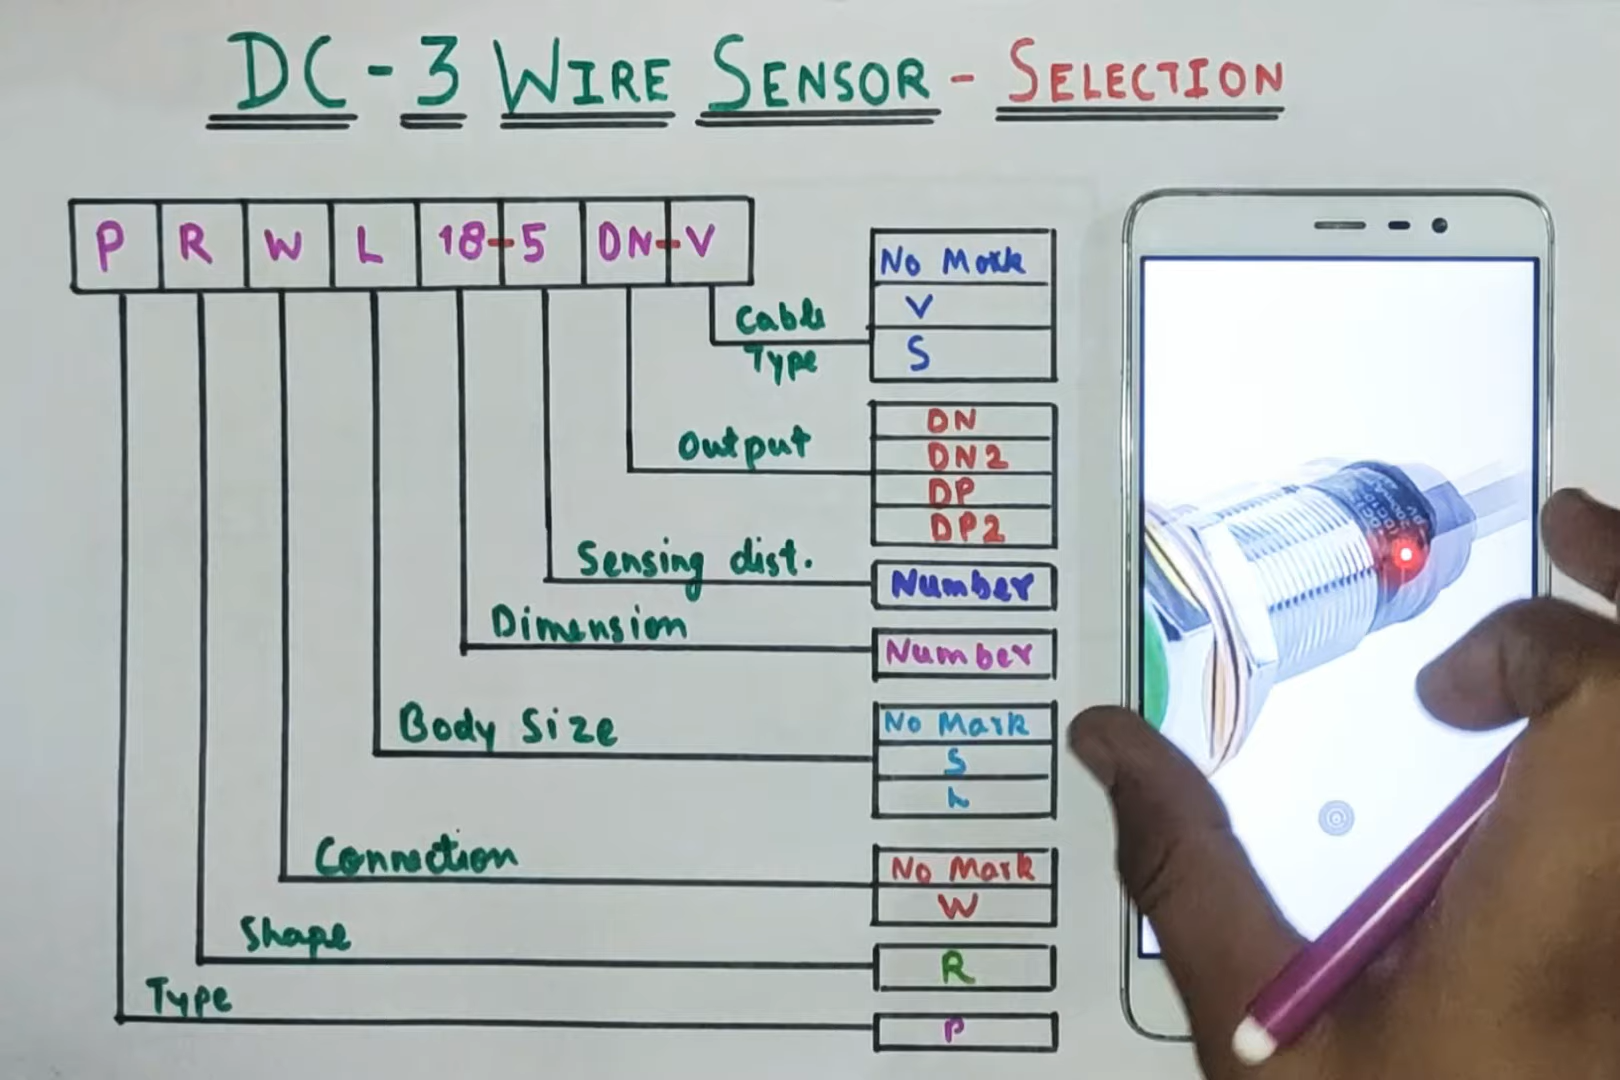 DC - 3 WIRE SENSOR - SELECTION
P R W L 18-5 DN-V
Cable Type
No Mark
V
S
Output
DN
DN2
DP
DP2
Sensing dist.
Number
Dimension
Number
Body Size
No Mark
S
L
Connection
No Mark
W
Shape
R
Type
P